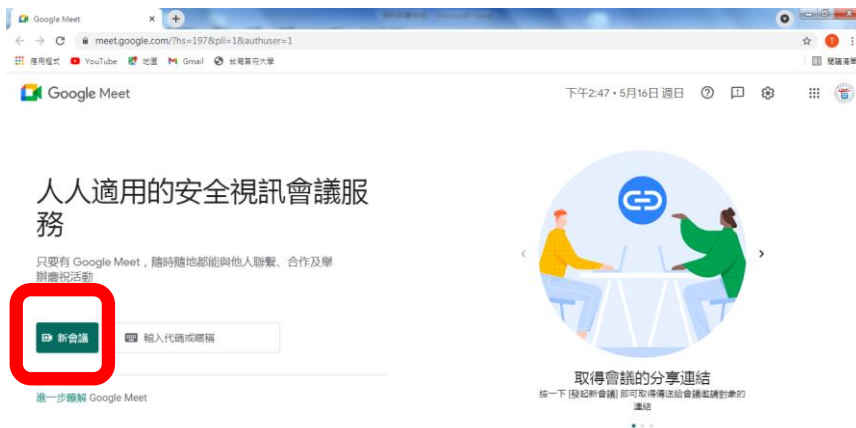 Google Meet
meet.google.com/?hs=197&pli=1&authuser=1
應用程式 YouTube 地圖 Gmail 台灣首府大學 閱讀清單
Google Meet 下午2:47 • 5月16日 週日
人人適用的安全視訊會議服
務
只要有 Google Meet，隨時隨地都能與他人聯繫、合作及舉
辦慶祝活動
新會議 輸入代碼或暱稱
進一步瞭解 Google Meet
取得會議的分享連結
按一下 [發起新會議] 即可取得傳送給會議邀請對象的
連結